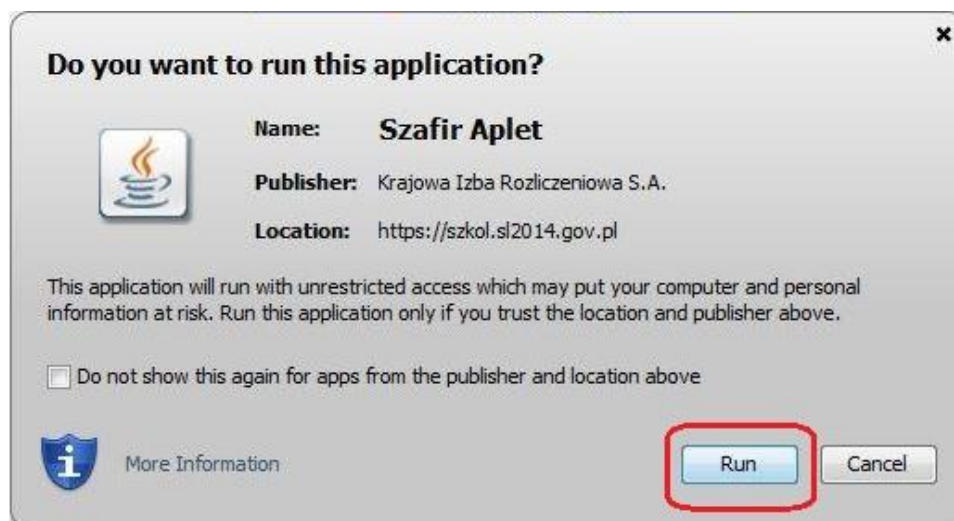 Do you want to run this application?
Name: Szafir Aplet
Publisher: Krajowa Izba Rozliczeniowa S.A.
Location: https://szkol.sl2014.gov.pl
This application will run with unrestricted access which may put your computer and personal
information at risk. Run this application only if you trust the location and publisher above.
Do not show this again for apps from the publisher and location above
More Information
Run
Cancel